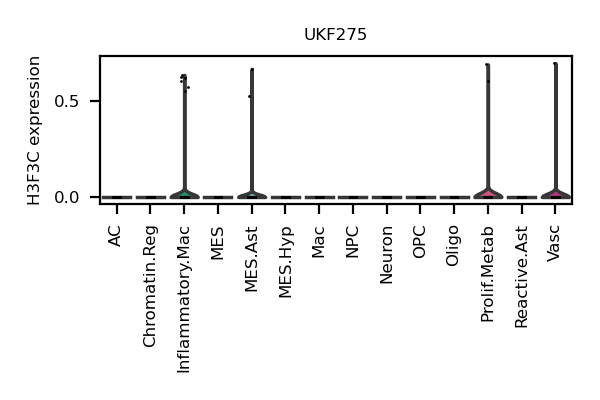 UKF275
H3F3C expression
0.5
0.0
AC
Chromatin.Reg
Inflammatory.Mac
MES
MES.Ast
MES.Hyp
Mac
NPC
Neuron
OPC
Oligo
Prolif.Metab
Reactive.Ast
Vasc